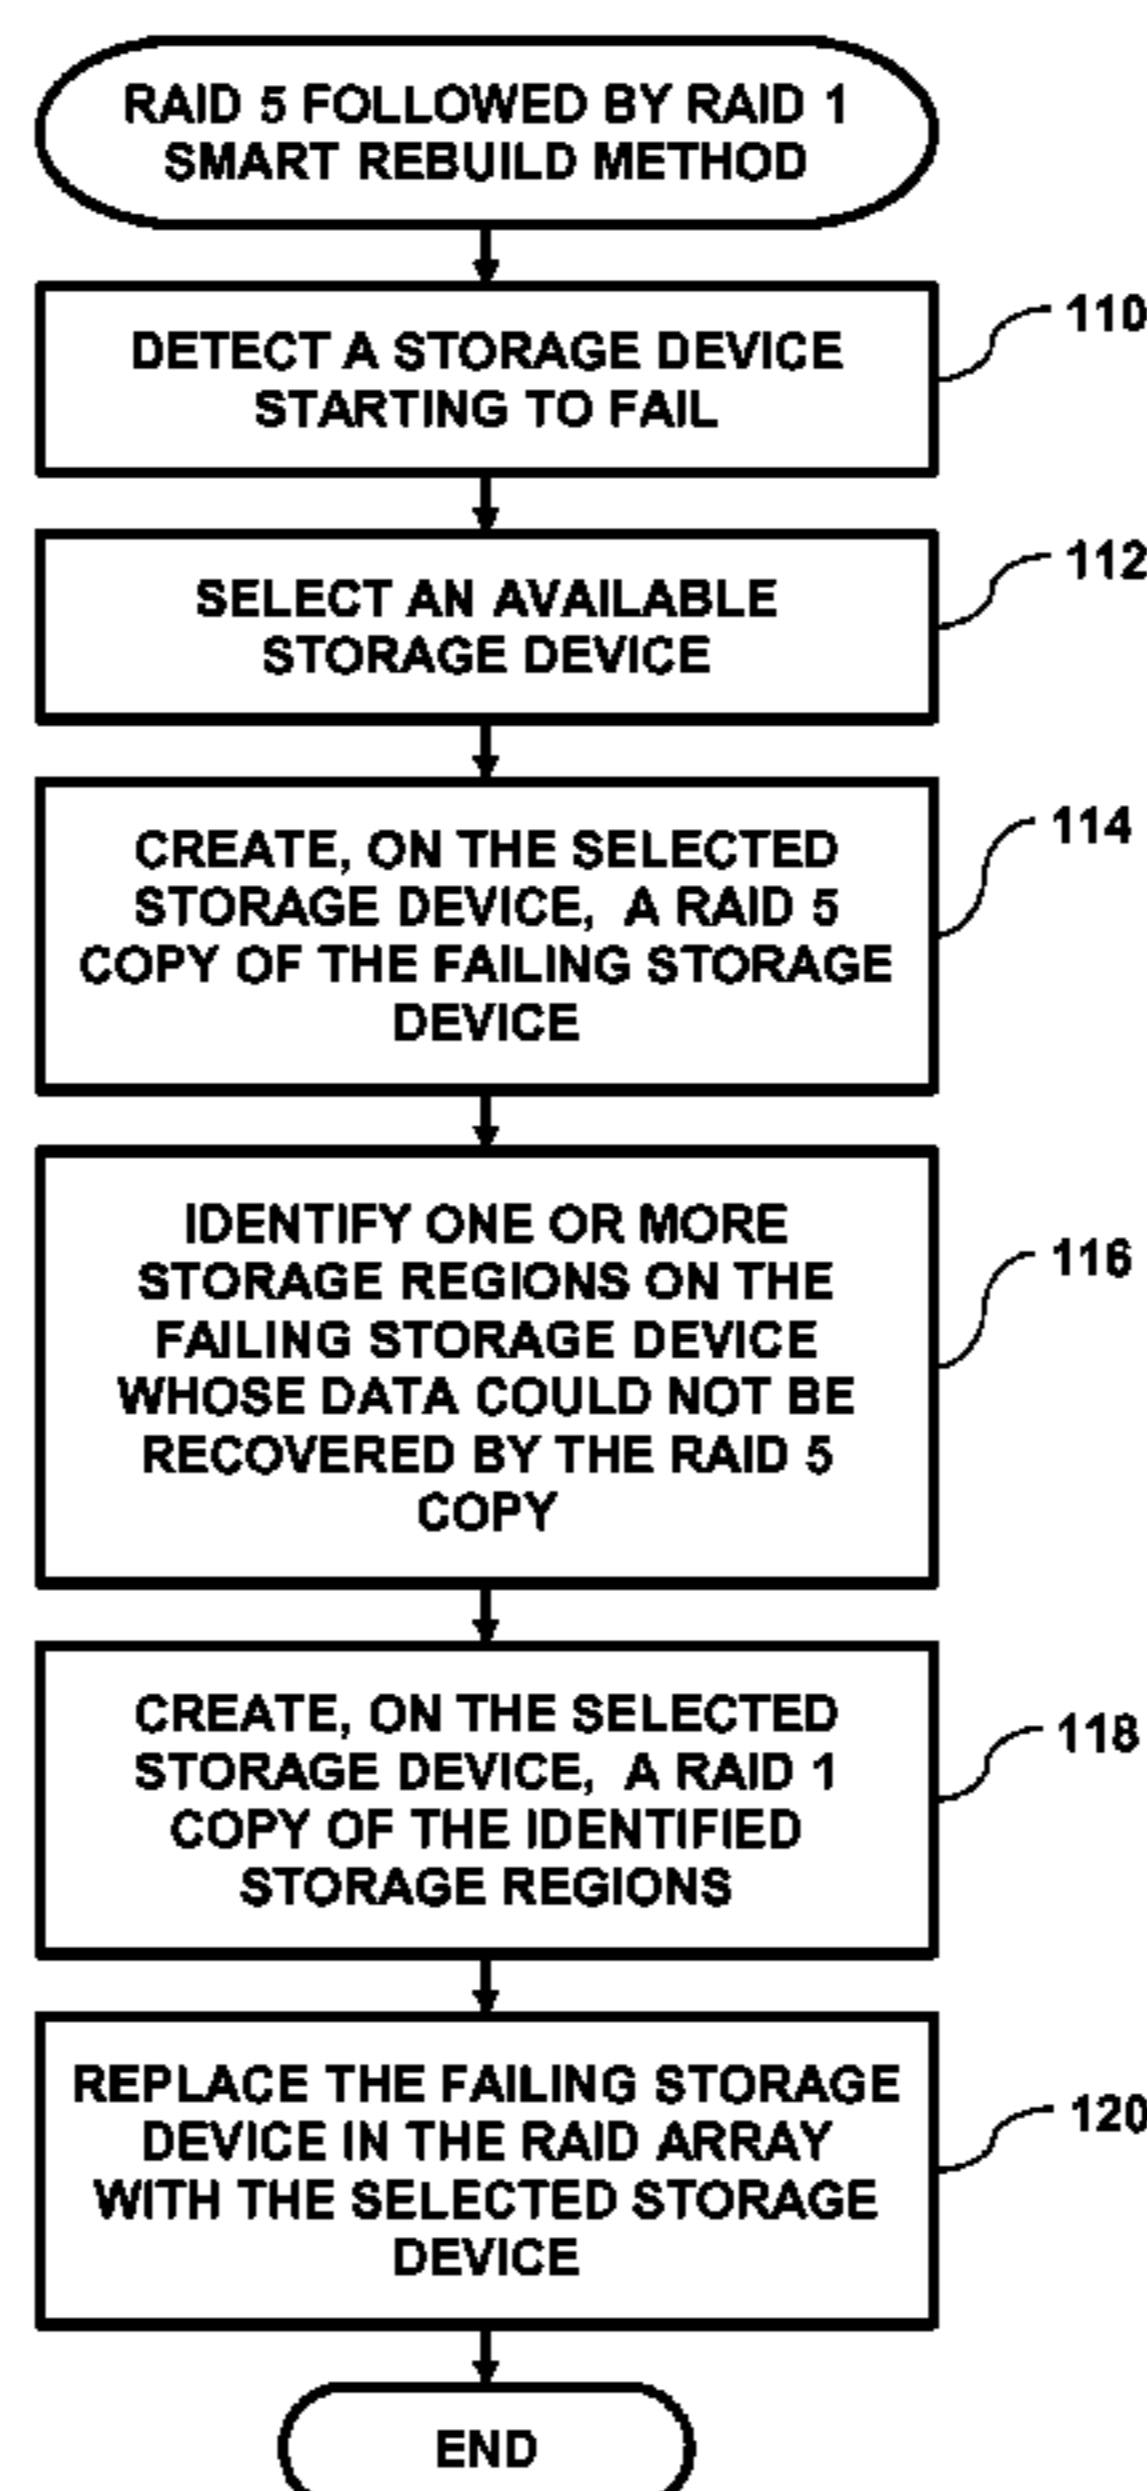 RAID 5 FOLLOWED BY RAID 1
SMART REBUILD METHOD
DETECT A STORAGE DEVICE
STARTING TO FAIL
110
SELECT AN AVAILABLE
STORAGE DEVICE
112
CREATE, ON THE SELECTED
STORAGE DEVICE, A RAID 5
COPY OF THE FAILING STORAGE
DEVICE
114
IDENTIFY ONE OR MORE
STORAGE REGIONS ON THE
FAILING STORAGE DEVICE
WHOSE DATA COULD NOT BE
RECOVERED BY THE RAID 5
COPY
116
CREATE, ON THE SELECTED
STORAGE DEVICE, A RAID 1
COPY OF THE IDENTIFIED
STORAGE REGIONS
118
REPLACE THE FAILING STORAGE
DEVICE IN THE RAID ARRAY
WITH THE SELECTED STORAGE
DEVICE
120
END